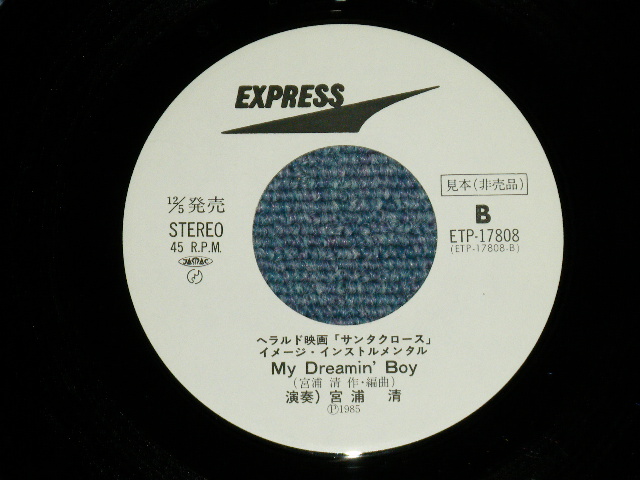 EXPRESS
見本(非売品)
12/5発売
STEREO
45 R.P.M.
JASRAC
B
ETP-17808
(ETP-17808-B)
ヘラルド映画「サンタクロース」
イメージ・インストルメンタル
My Dreamin' Boy
(宮浦 清 作・編曲)
演奏) 宮浦 清
Ⓟ1985